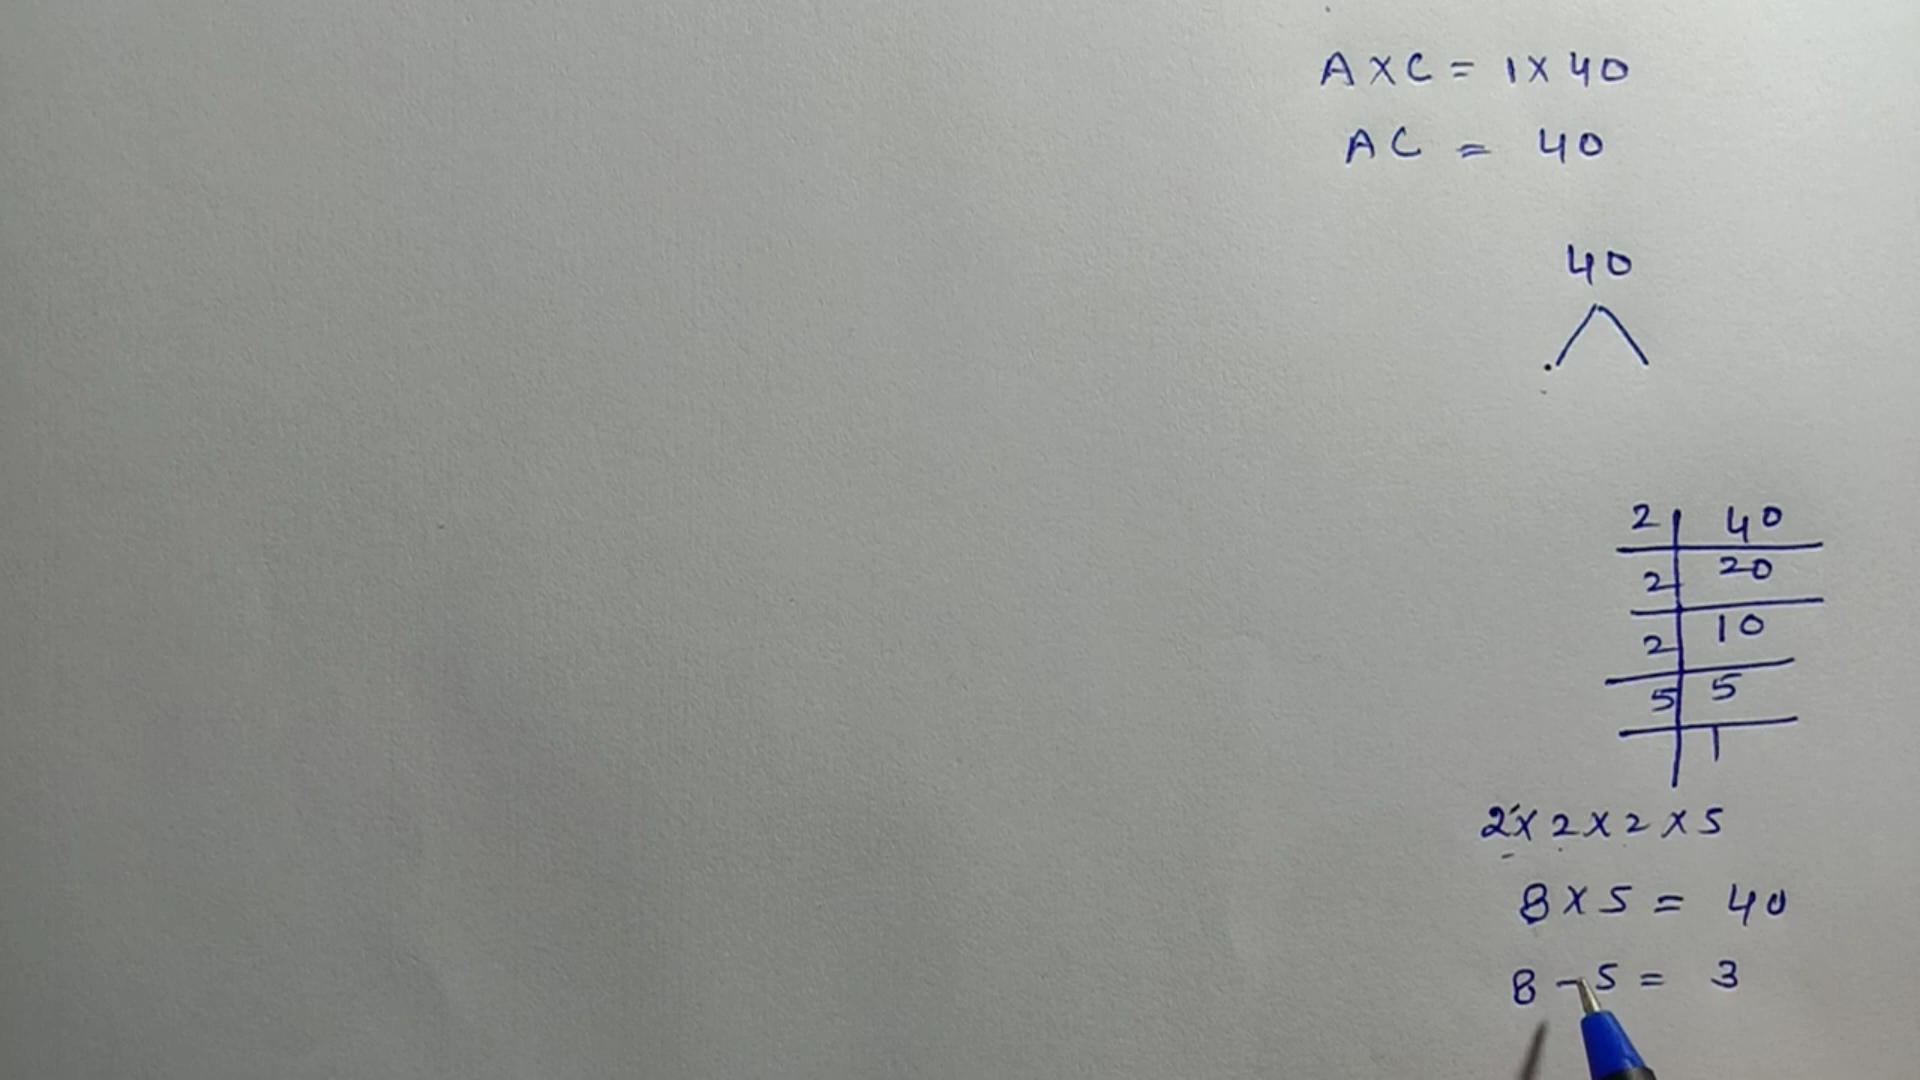 A X C = 1 X 40
A C = 40
40
2 40
2 20
2 10
5 5
1
2 X 2 X 2 X 5
8 X 5 = 40
8 - 5 = 3